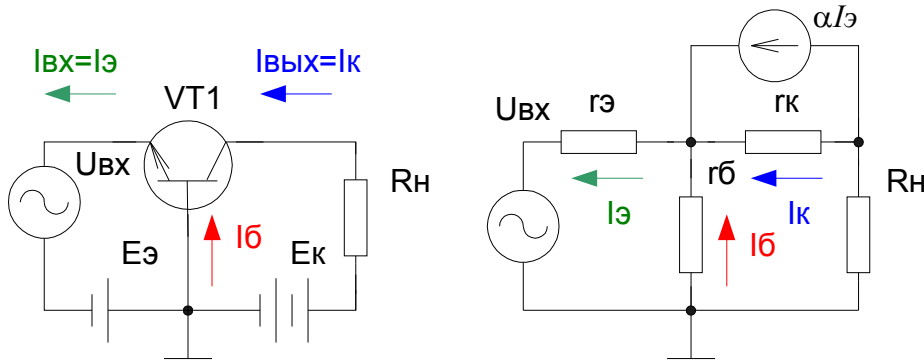 Iвх=Iэ
Iвых=Iк
VT1
Uвх
Rн
Iб
Eэ
Eк
αIэ
Uвх
rэ
rк
rб
Rн
Iэ
Iк
Iб